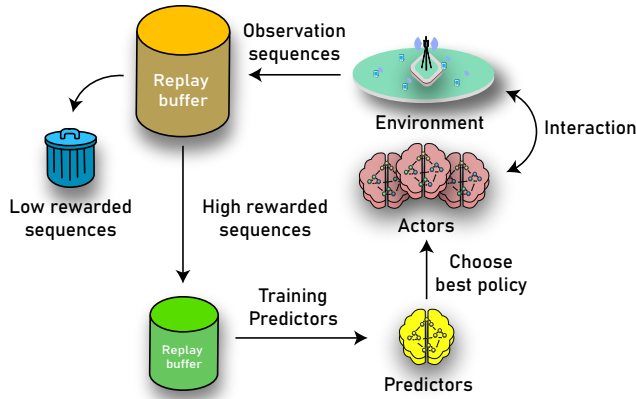 Observation
sequences
Replay
buffer
Environment
Interaction
Low rewarded
sequences
High rewarded
sequences
Actors
Choose
best policy
Training
Predictors
Replay
buffer
Predictors